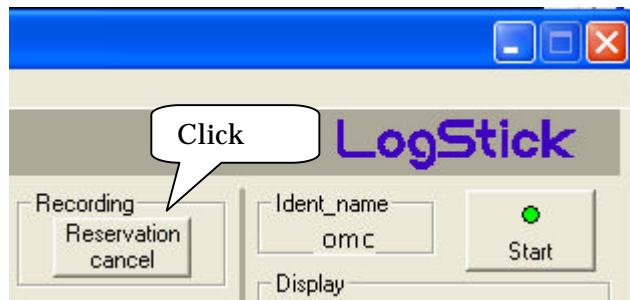 Click
LogStick
Recording
Reservation
cancel
Ident_name
omc
Start
Display